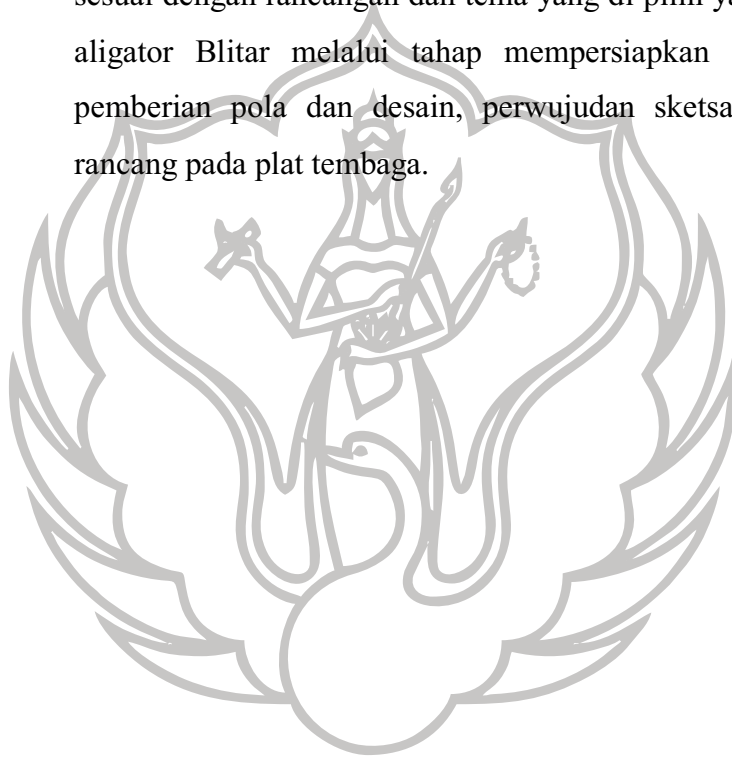 sesuai dengan rancangan dan tema yang di pilih
aligator Blitar melalui tahap mempersiapkan
pemberian pola dan desain, perwujudan sketsa
rancang pada plat tembaga.